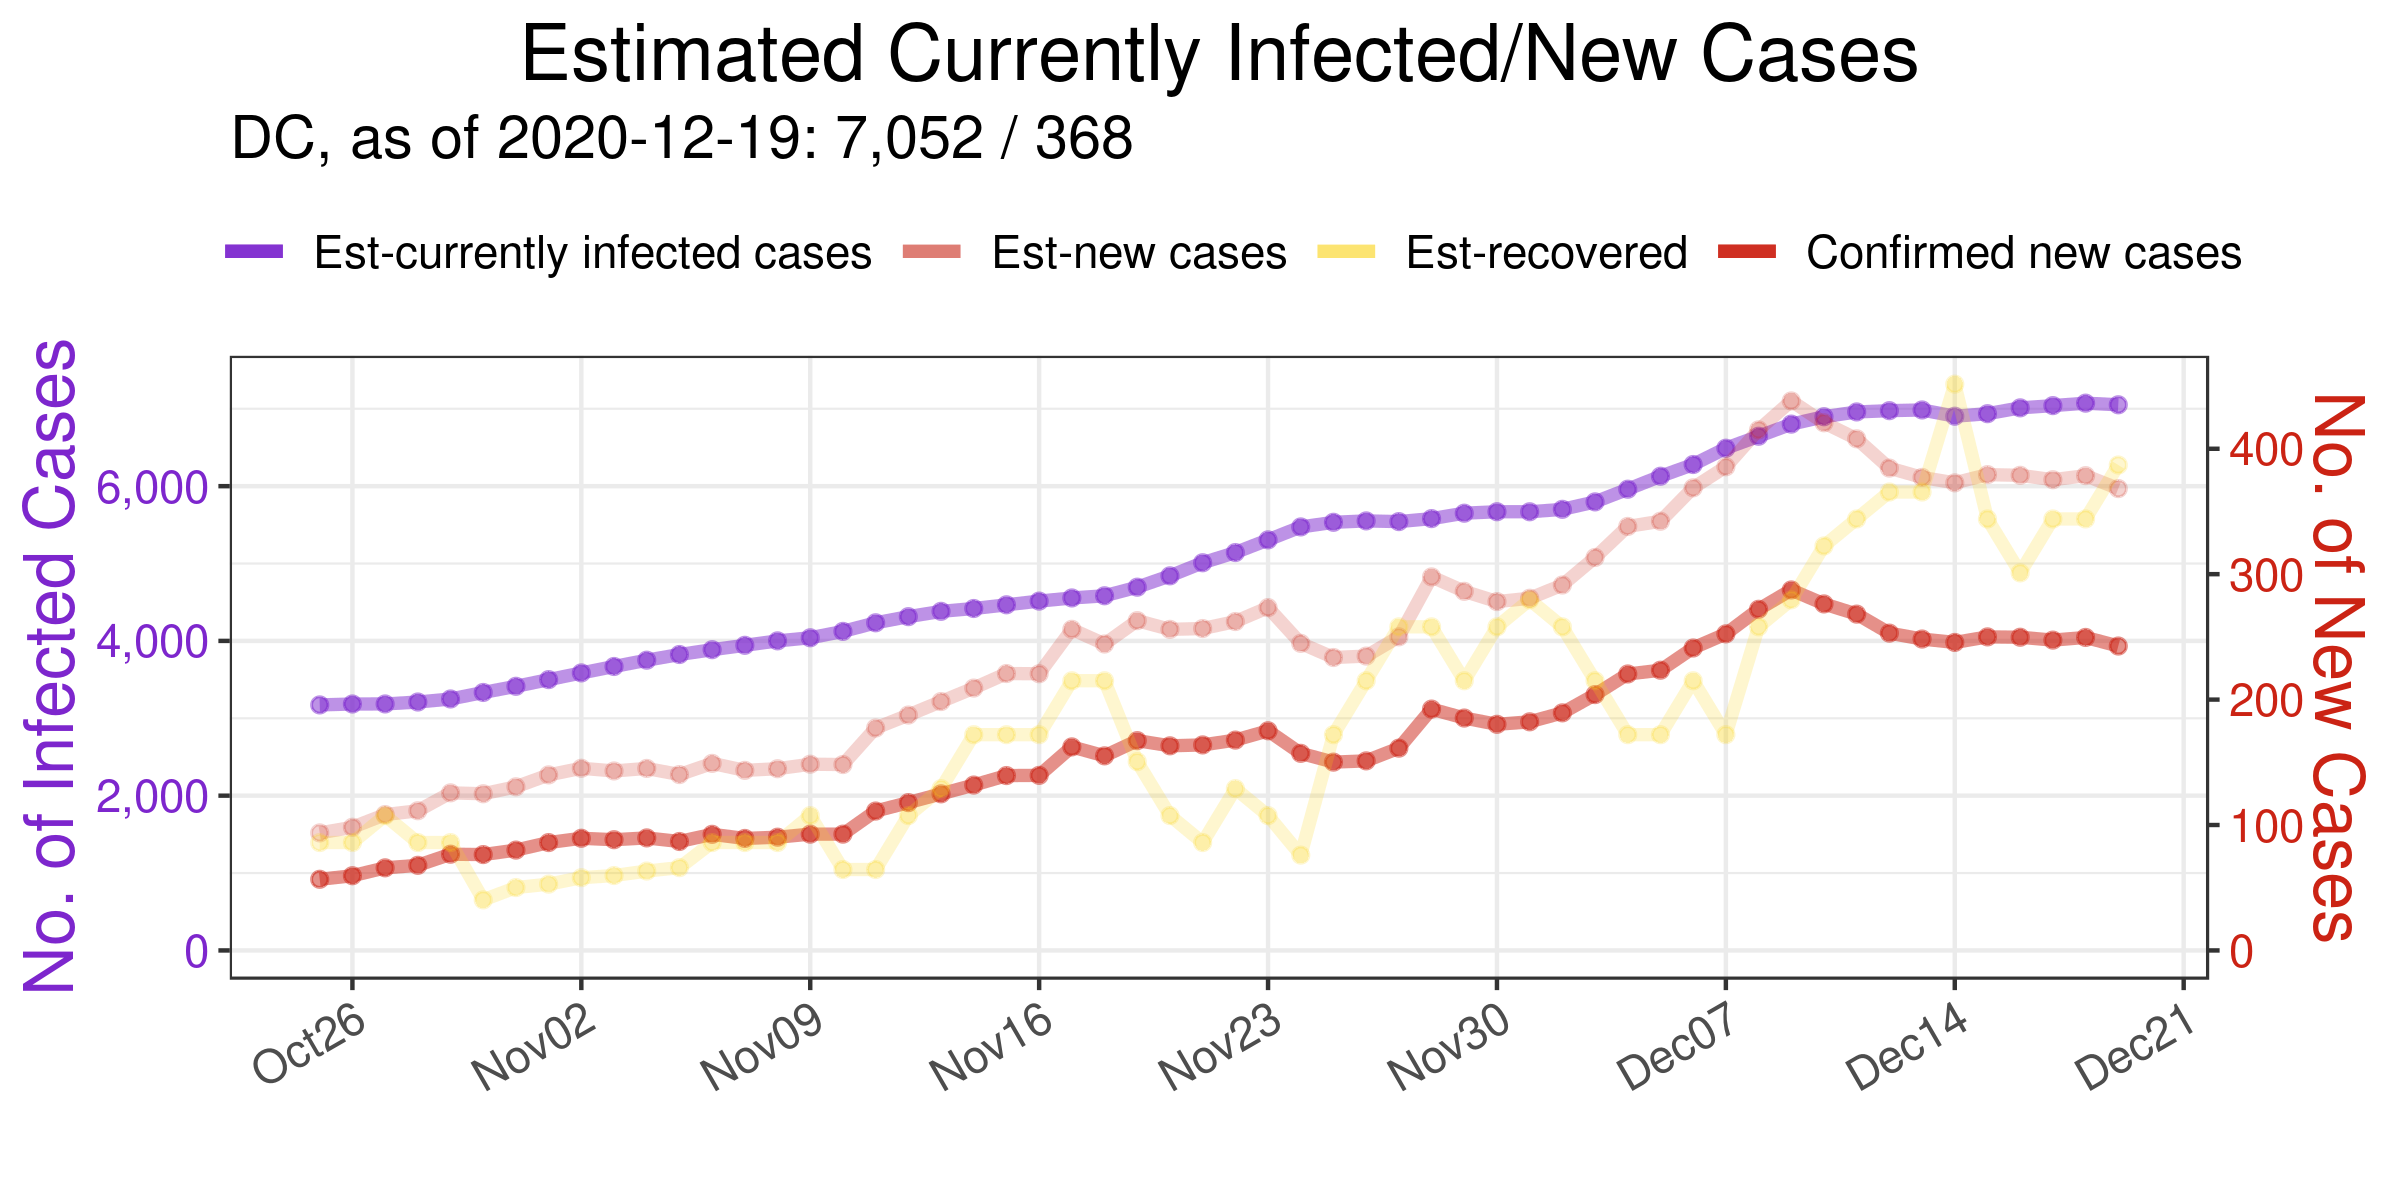 Estimated Currently Infected/New Cases
DC, as of 2020-12-19: 7,052 / 368
Est-currently infected cases Est-new cases Est-recovered Confirmed new cases
No. of Infected Cases
6,000
4,000
2,000
0
400
300
200
100
0
No. of New Cases
Oct26 Nov02 Nov09 Nov16 Nov23 Nov30 Dec07 Dec14 Dec21